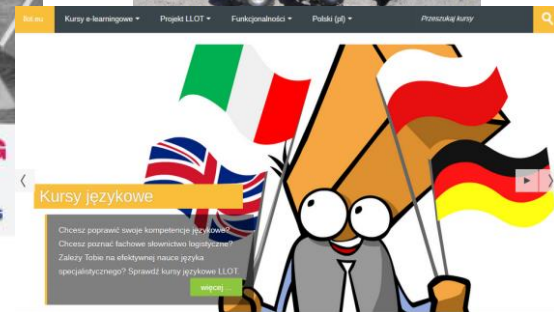 llot.eu Kursy e-learningowe Projekt LLOT Funkcjonalności Polski (pl) Przeszukaj kursy
Kursy językowe
Chcesz poprawić swoje kompetencje językowe?
Chcesz poznać fachowe słownictwo logistyczne?
Zależy Tobie na efektywnej nauce języka
specjalistycznego? Sprawdź kursy językowe LLOT.
więcej ...